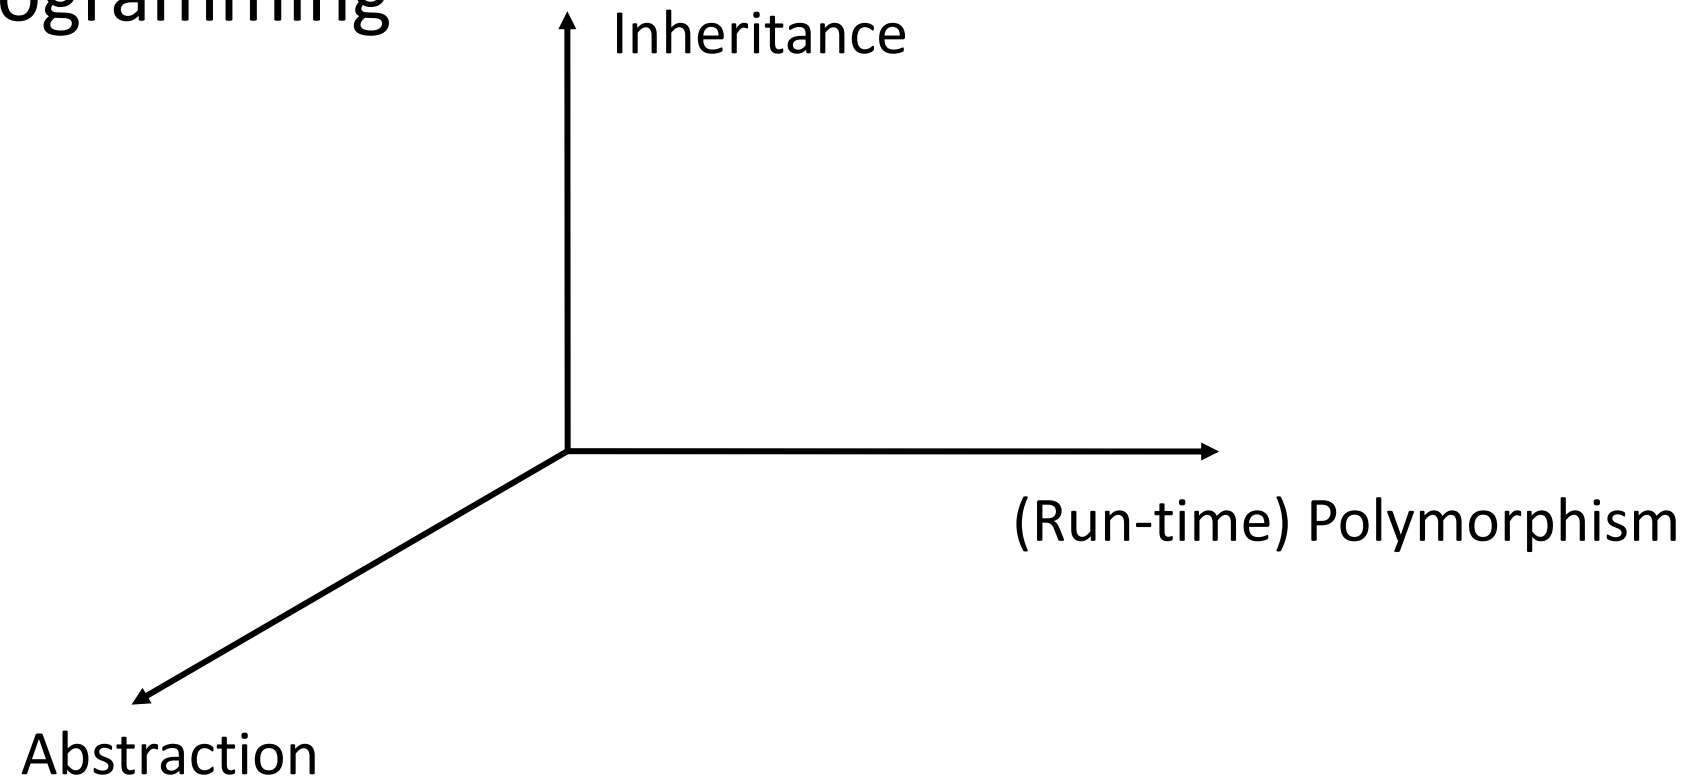 ogramming
Inheritance
(Run-time) Polymorphism
Abstraction